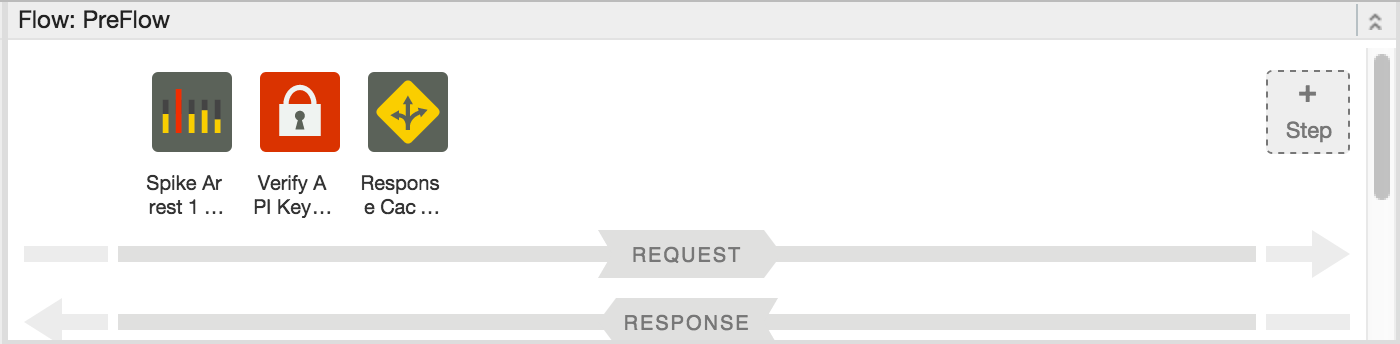 Flow: PreFlow
+
Step
Spike Ar
rest 1 ...
Verify A
PI Key...
Respons
e Cac ...
REQUEST
RESPONSE